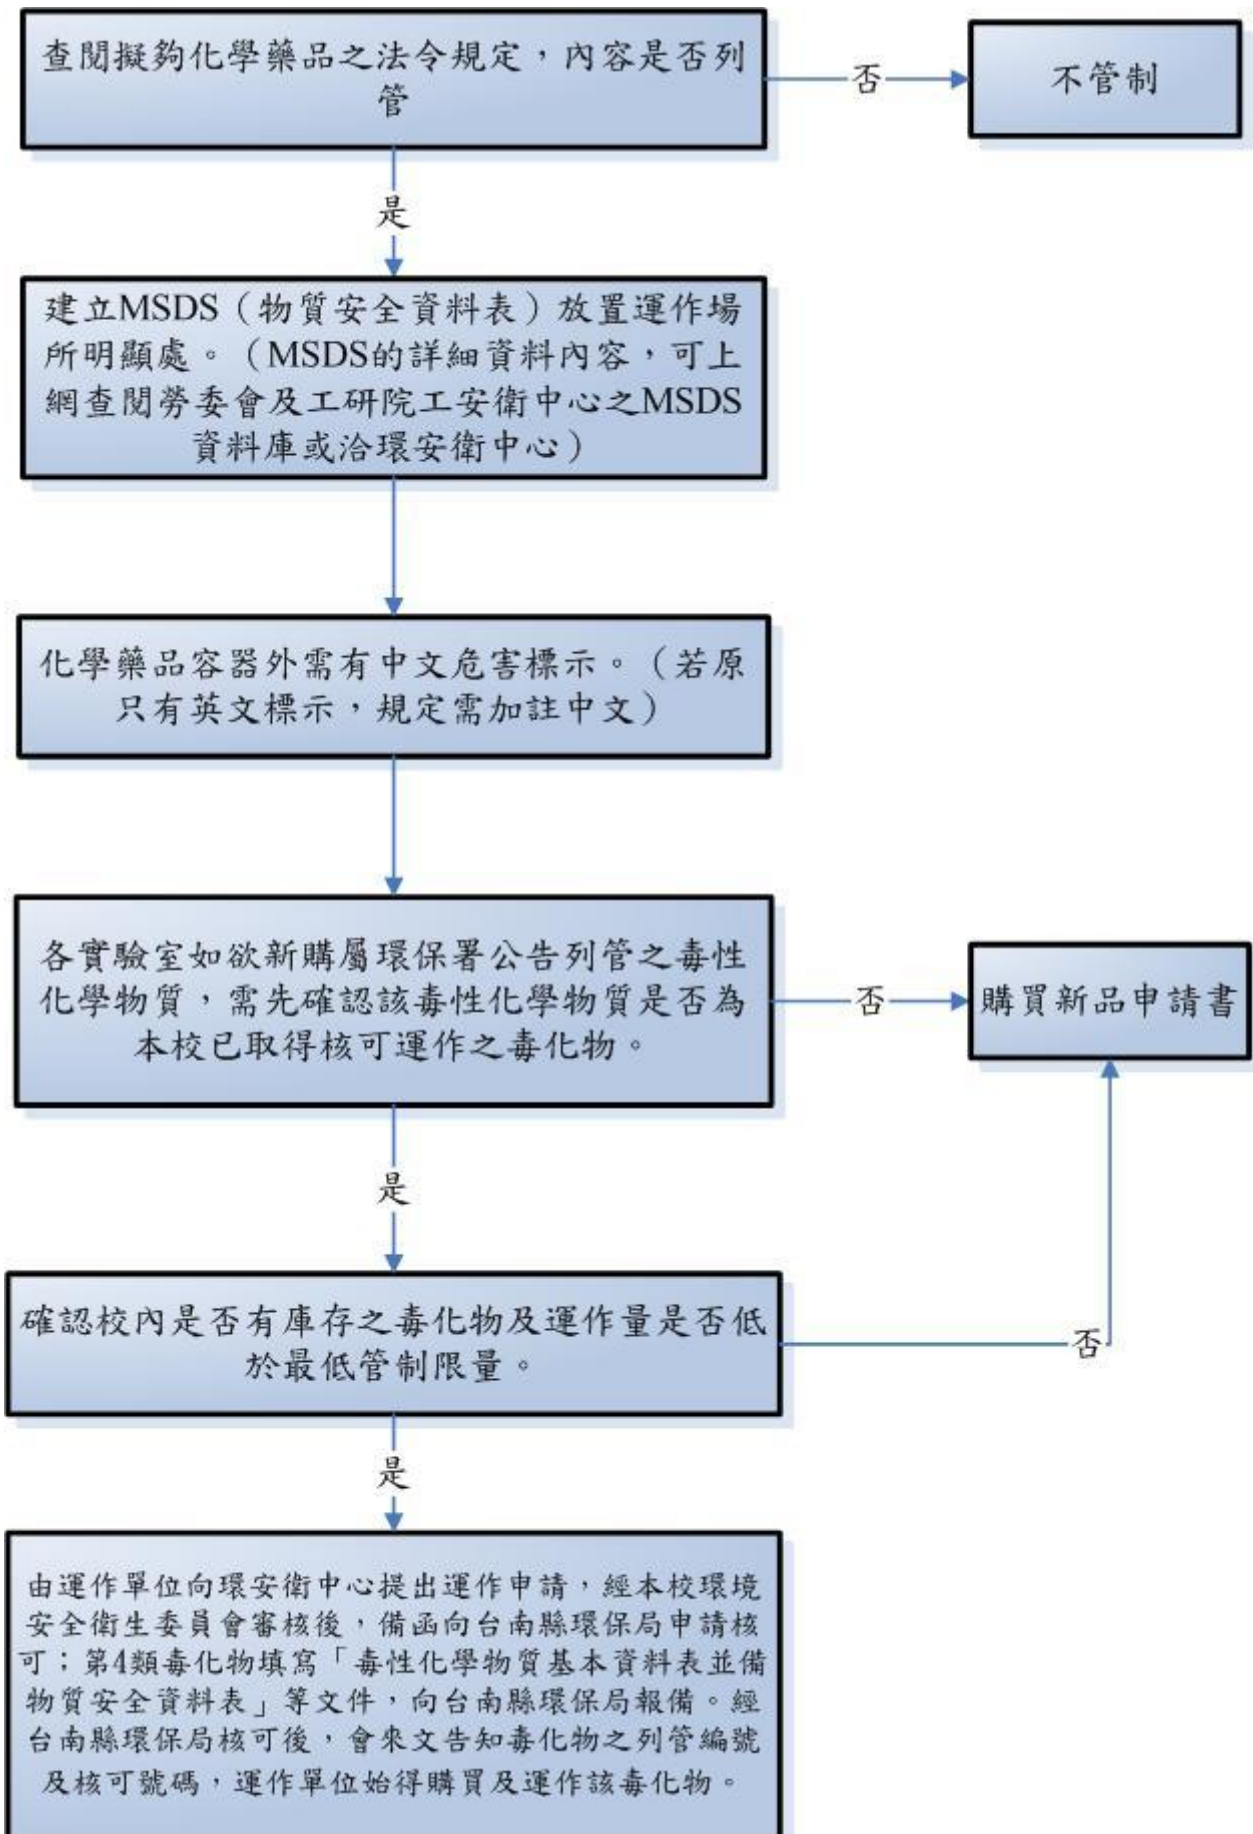 查閱擬夠化學藥品之法令規定，內容是否列
管
否
不管制
是
建立MSDS（物質安全資料表）放置運作場
所明顯處。（MSDS的詳細資料內容，可上
網查閱勞委會及工研院工安衛中心之MSDS
資料庫或洽環安衛中心）
化學藥品容器外需有中文危害標示。（若原
只有英文標示，規定需加註中文）
各實驗室如欲新購屬環保署公告列管之毒性
化學物質，需先確認該毒性化學物質是否為
本校已取得核可運作之毒化物。
否
購買新品申請書
是
確認校內是否有庫存之毒化物及運作量是否低
於最低管制限量。
否
是
由運作單位向環安衛中心提出運作申請，經本校環境
安全衛生委員會審核後，備函向台南縣環保局申請核
可；第4類毒化物填寫「毒性化學物質基本資料表並備
物質安全資料表」等文件，向台南縣環保局報備。經
台南縣環保局核可後，會來文告知毒化物之列管編號
及核可號碼，運作單位始得購買及運作該毒化物。